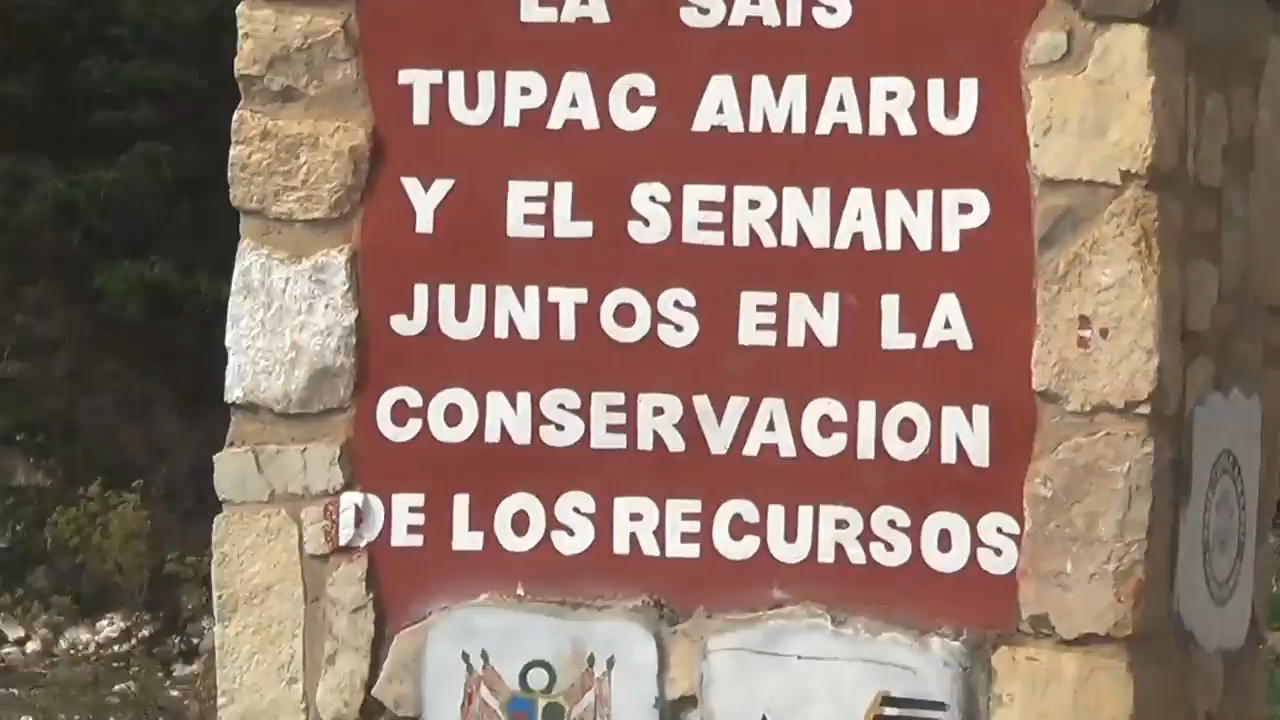 LA SAIS
TUPAC AMARU
Y EL SERNANP
JUNTOS EN LA
CONSERVACION
DE LOS RECURSOS